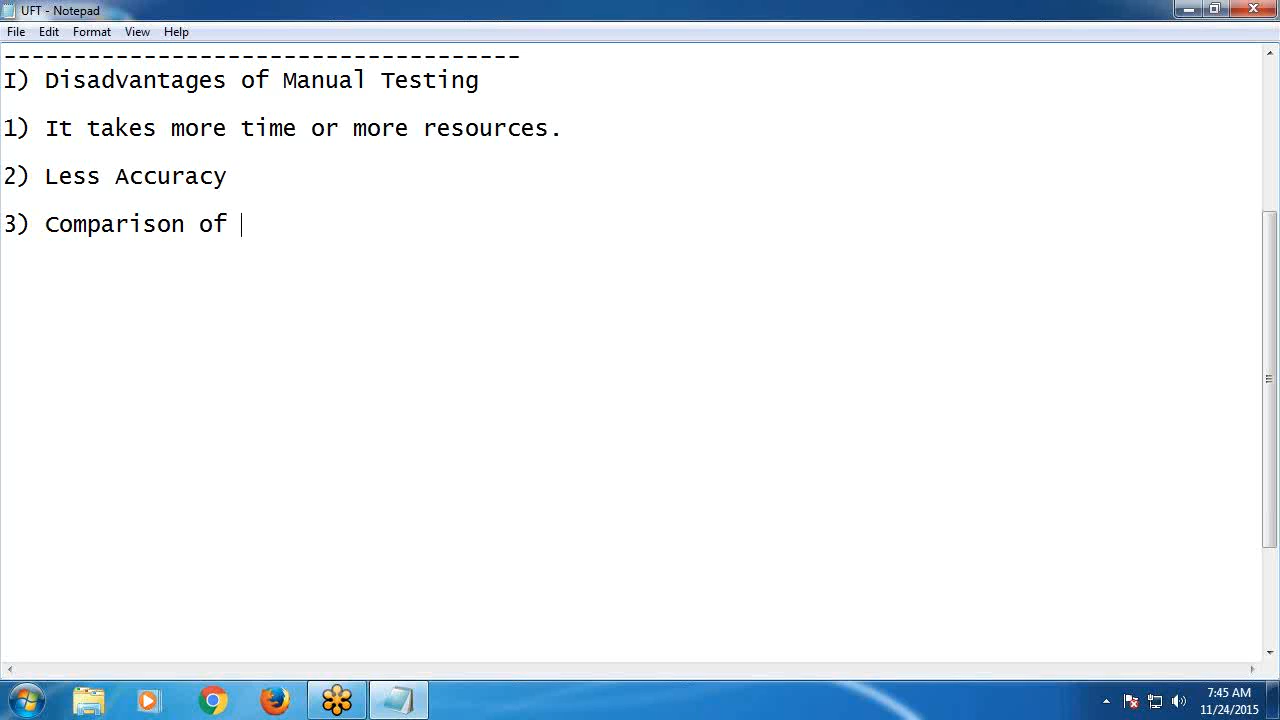 UFT - Notepad
File Edit Format View Help
-------------------------------------
I) Disadvantages of Manual Testing
1) It takes more time or more resources.
2) Less Accuracy
3) Comparison of
7:45 AM
11/24/2015